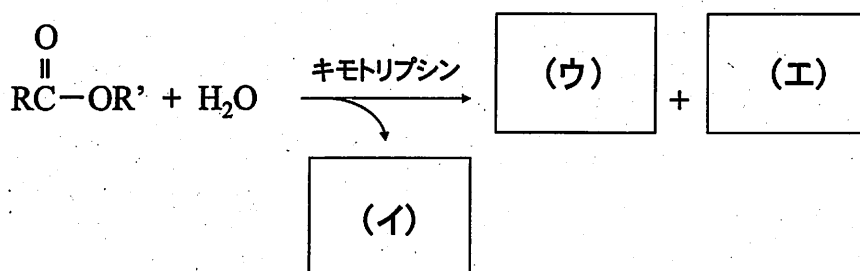 O
RC-OR' + H₂O キモトリプシン (ウ) + (エ)
(イ)